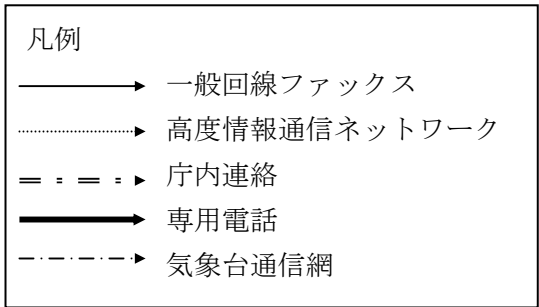 凡例
一般回線ファックス
高度情報通信ネットワーク
庁内連絡
専用電話
気象台通信網